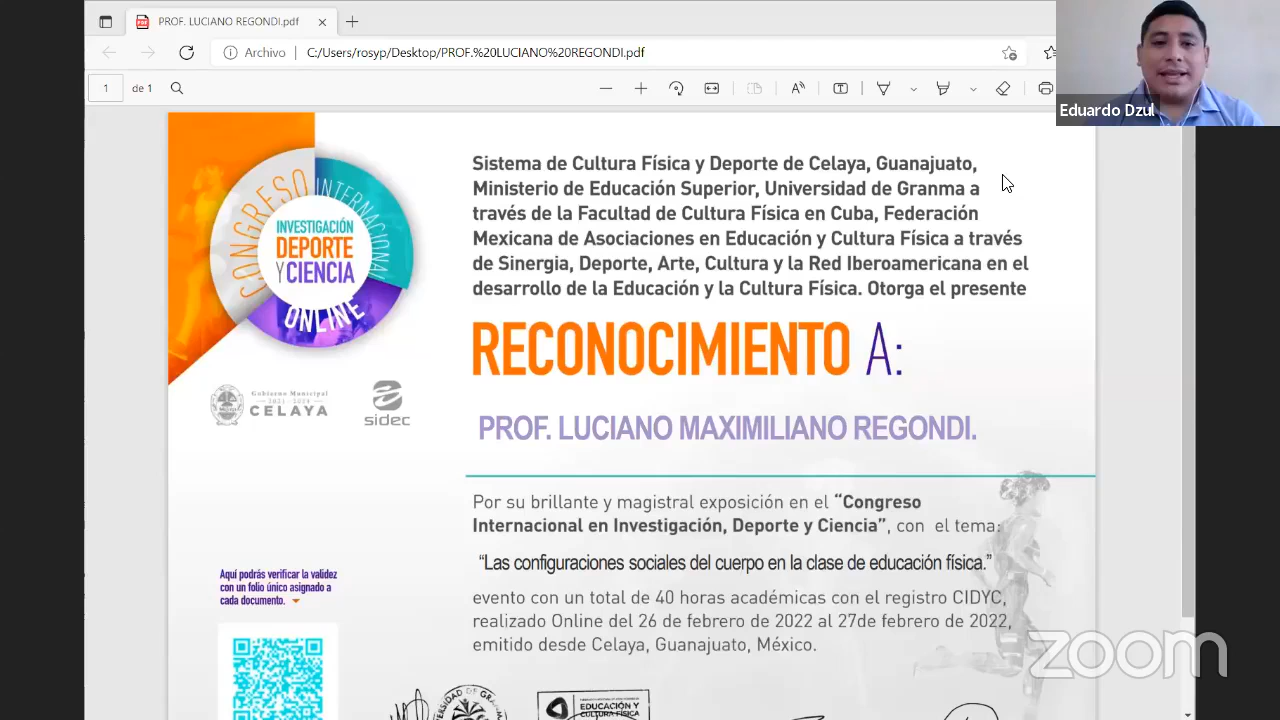 PROF. LUCIANO REGONDI.pdf
Archivo
C:/Users/rosyp/Desktop/PROF.%20LUCIANO%20REGONDI.pdf
1 de 1
Eduardo Dzul
CONGRESO INTERNACIONAL
INVESTIGACIÓN
DEPORTE
Y CIENCIA
ONLINE
Gobierno Municipal
2021 - 2024
CELAYA
sidec
Sistema de Cultura Física y Deporte de Celaya, Guanajuato,
Ministerio de Educación Superior, Universidad de Granma a
través de la Facultad de Cultura Física en Cuba, Federación
Mexicana de Asociaciones en Educación y Cultura Física a través
de Sinergia, Deporte, Arte, Cultura y la Red Iberoamericana en el
desarrollo de la Educación y la Cultura Física. Otorga el presente
RECONOCIMIENTO A:
PROF. LUCIANO MAXIMILIANO REGONDI.
Por su brillante y magistral exposición en el “Congreso
Internacional en Investigación, Deporte y Ciencia”, con el tema:
“Las configuraciones sociales del cuerpo en la clase de educación física.”
evento con un total de 40 horas académicas con el registro CIDYC,
realizado Online del 26 de febrero de 2022 al 27de febrero de 2022,
emitido desde Celaya, Guanajuato, México.
Aquí podrás verificar la validez
con un folio único asignado a
cada documento.
EDUCACIÓN Y
CULTURA FÍSICA
zoom